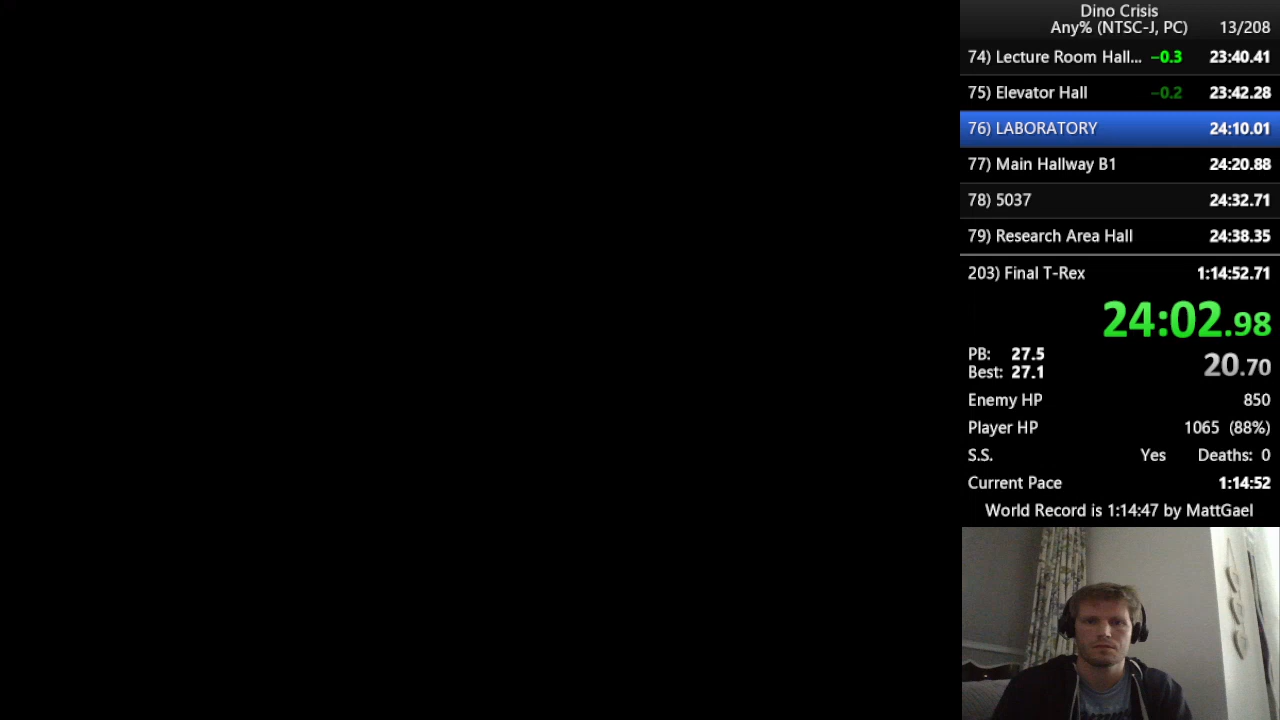 Dino Crisis
Any% (NTSC-J, PC) 13/208
74) Lecture Room Hall... −0.3 23:40.41
75) Elevator Hall −0.2 23:42.28
76) LABORATORY 24:10.01
77) Main Hallway B1 24:20.88
78) 5037 24:32.71
79) Research Area Hall 24:38.35
203) Final T-Rex 1:14:52.71
24:02.98
PB: 27.5
Best: 27.1
20.70
Enemy HP 850
Player HP 1065 (88%)
S.S. Yes Deaths: 0
Current Pace 1:14:52
World Record is 1:14:47 by MattGael